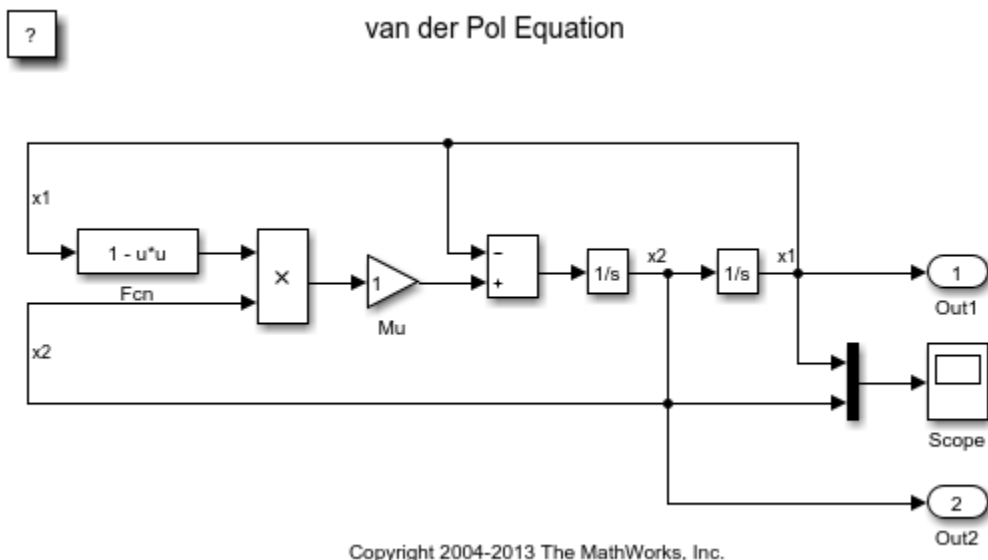 ?
van der Pol Equation
x1
1 - u*u
Fcn
×
1
Mu
−
+
1/s
x2
1/s
x1
1
Out1
x2
Scope
2
Out2
Copyright 2004-2013 The MathWorks, Inc.